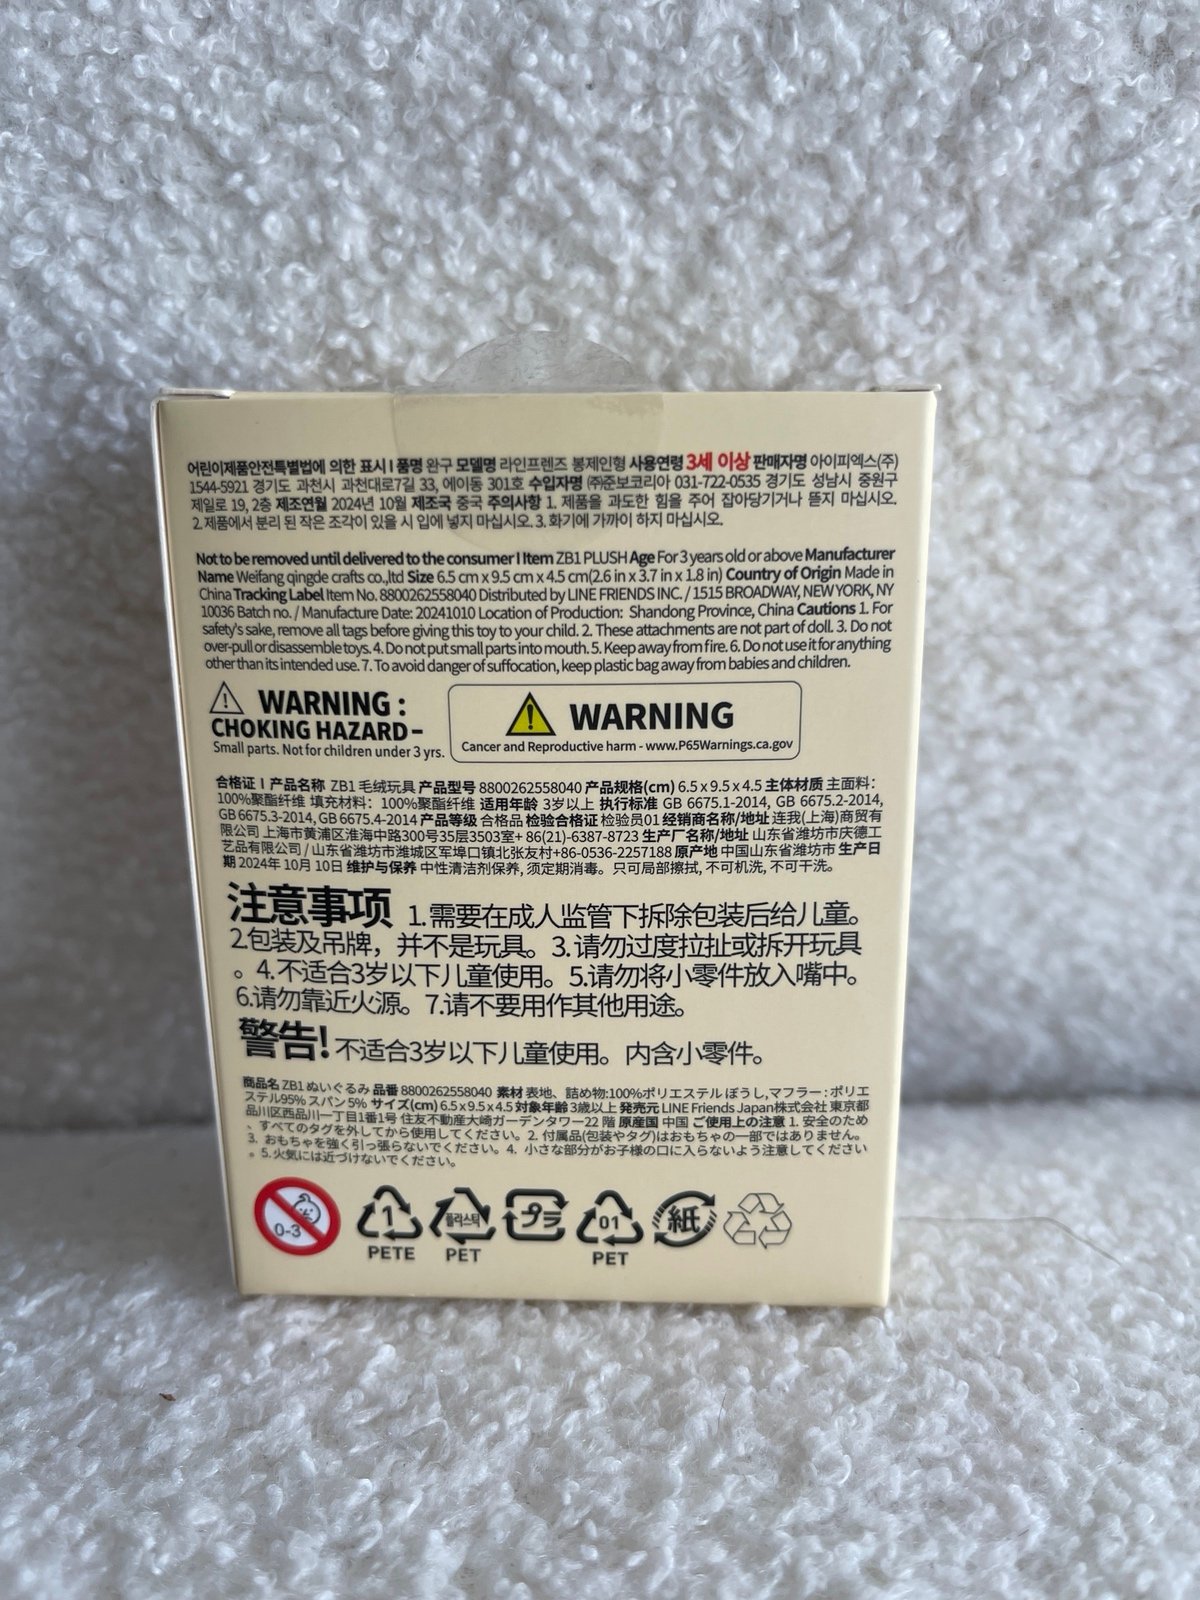 어린이제품안전특별법에 의한 표시 | 품명 완구 모델명 라인프렌즈 봉제인형 사용연령 3세 이상 판매자명 아이피엑스(주)
1544-5921 경기도 과천시 과천대로7길 33, 에이동 301호 수입자명 ㈜준보코리아 031-722-0535 경기도 성남시 중원구
제일로 19, 2층 제조연월 2024년 10월 제조국 중국 주의사항 1. 제품을 과도한 힘을 주어 잡아당기거나 뜯지 마십시오.
2. 제품에서 분리 된 작은 조각이 있을 시 입에 넣지 마십시오. 3. 화기에 가까이 하지 마십시오.
Not to be removed until delivered to the consumer | Item ZB1 PLUSH Age For 3 years old or above Manufacturer
Name Weifang qingde crafts co.,ltd Size 6.5 cm x 9.5 cm x 4.5 cm(2.6 in x 3.7 in x 1.8 in) Country of Origin Made in
China Tracking Label Item No. 8800262558040 Distributed by LINE FRIENDS INC. / 1515 BROADWAY, NEW YORK, NY
10036 Batch no. / Manufacture Date: 20241010 Location of Production: Shandong Province, China Cautions 1. For
safety's sake, remove all tags before giving this toy to your child. 2. These attachments are not part of doll. 3. Do not
over-pull or disassemble toys. 4. Do not put small parts into mouth. 5. Keep away from fire. 6. Do not use it for anything
other than its intended use. 7. To avoid danger of suffocation, keep plastic bag away from babies and children.
WARNING :
CHOKING HAZARD–
Small parts. Not for children under 3 yrs.
WARNING
Cancer and Reproductive harm - www.P65Warnings.ca.gov
合格证 | 产品名称 ZB1 毛绒玩具 产品型号 8800262558040 产品规格(cm) 6.5 x 9.5 x 4.5 主体材质 主面料:
100%聚酯纤维 填充材料: 100%聚酯纤维 适用年龄 3岁以上 执行标准 GB 6675.1-2014, GB 6675.2-2014,
GB 6675.3-2014, GB 6675.4-2014 产品等级 合格品 检验合格证 检验员01 经销商名称/地址 连我(上海)商贸有
限公司 上海市黄浦区淮海中路300号35层3503室+ 86(21)-6387-8723 生产厂名称/地址 山东省潍坊市庆德工
艺品有限公司 / 山东省潍坊市潍城区军埠口镇北张友村+86-0536-2257188 原产地 中国山东省潍坊市 生产日
期 2024年 10月 10日 维护与保养 中性清洁剂保养, 须定期消毒。只可局部擦拭, 不可机洗, 不可干洗。
注意事项 1.需要在成人监管下拆除包装后给儿童。
2.包装及吊牌，并不是玩具。3.请勿过度拉扯或拆开玩具
。4.不适合3岁以下儿童使用。5.请勿将小零件放入嘴中。
6.请勿靠近火源。7.请不要用作其他用途。
警告! 不适合3岁以下儿童使用。内含小零件。
商品名 ZB1 ぬいぐるみ 品番 8800262558040 素材 表地、詰め物:100%ポリエステル ぼうし,マフラー : ポリエ
ステル95% スパン 5% サイズ(cm) 6.5 x 9.5 x 4.5 対象年齢 3歳以上 発売元 LINE Friends Japan株式会社 東京都
品川区西品川一丁目1番1号 住友不動産大崎ガーデンタワー22 階 原産国 中国 ご使用上の注意 1. 安全のため
、すべてのタグを外してから使用してください。2. 付属品(包装やタグ)はおもちゃの一部ではありません。
3. おもちゃを強く引っ張らないでください。4. 小さな部分がお子様の口に入らないよう注意してください
。5. 火気には近づけないでください。
0-3 1 플라스틱 プラ 01 紙
PETE PET PET